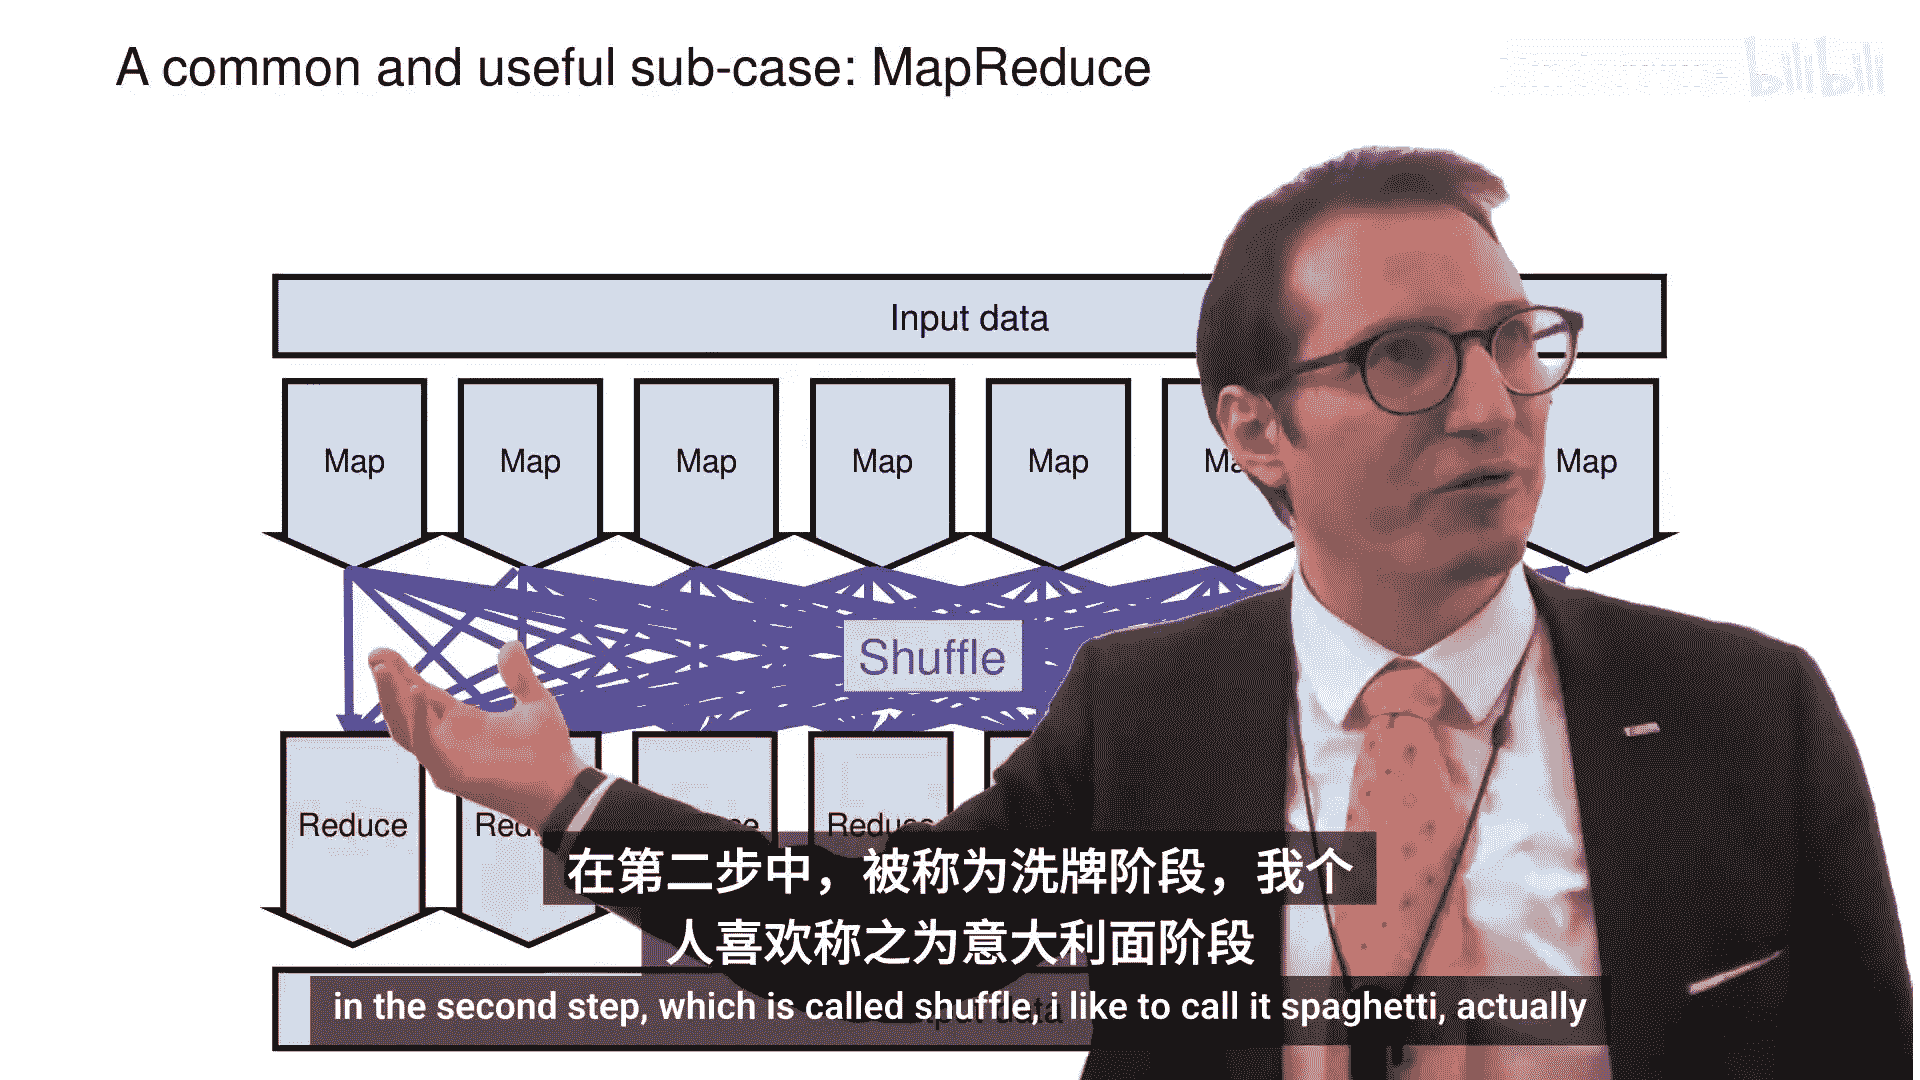 A common and useful sub-case: MapReduce
bilibili
Input data
Map Map Map Map Map Map
Shuffle
Reduce
在第二步中，被称为洗牌阶段，我个
人喜欢称之为意大利面阶段
in the second step, which is called shuffle, i like to call it spaghetti, actually